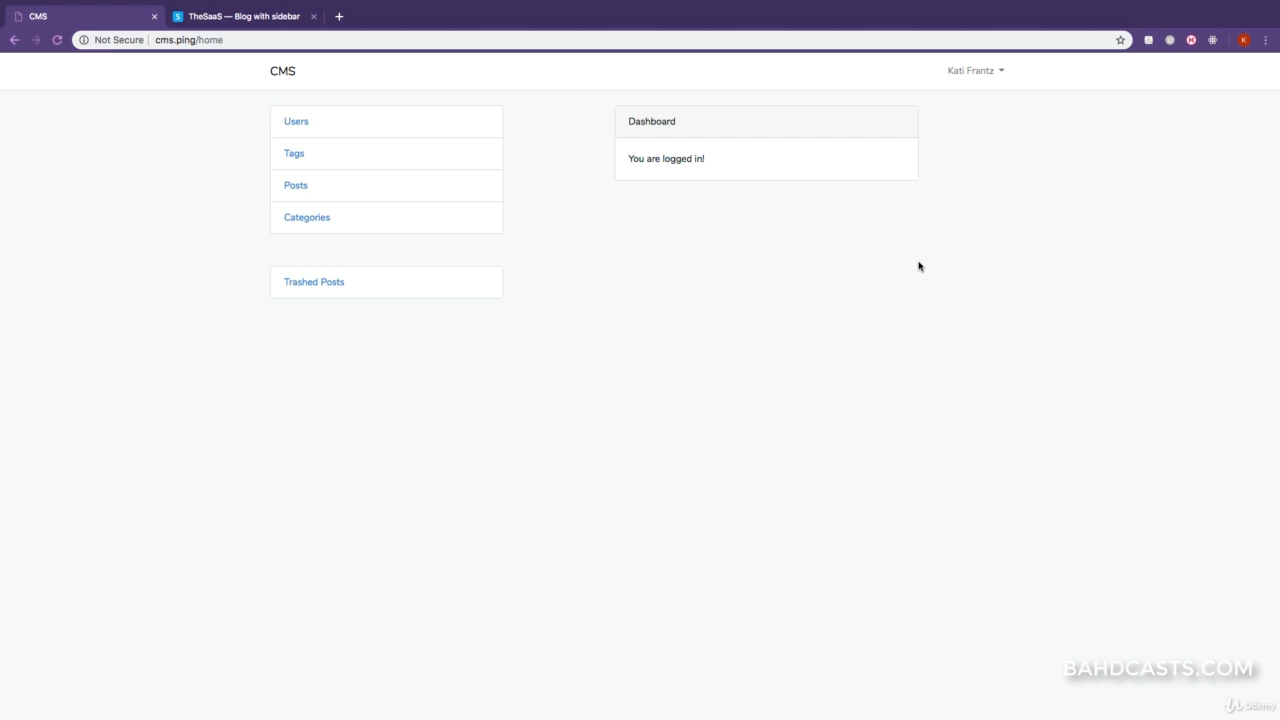 CMS
TheSaaS — Blog with sidebar
Not Secure
cms.ping/home
K
CMS
Kati Frantz
Users
Tags
Posts
Categories
Trashed Posts
Dashboard
You are logged in!
BAHDCASTS.COM
Udemy